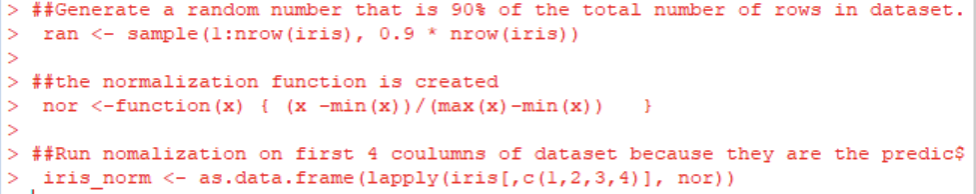 > ##Generate a random number that is 90% of the total number of rows in dataset.
>  ran <- sample(1:nrow(iris), 0.9 * nrow(iris))
>
> ##the normalization function is created
>  nor <-function(x) { (x -min(x))/(max(x)-min(x))   }
>
> ##Run nomalization on first 4 coulumns of dataset because they are the predic$
>  iris_norm <- as.data.frame(lapply(iris[,c(1,2,3,4)], nor))